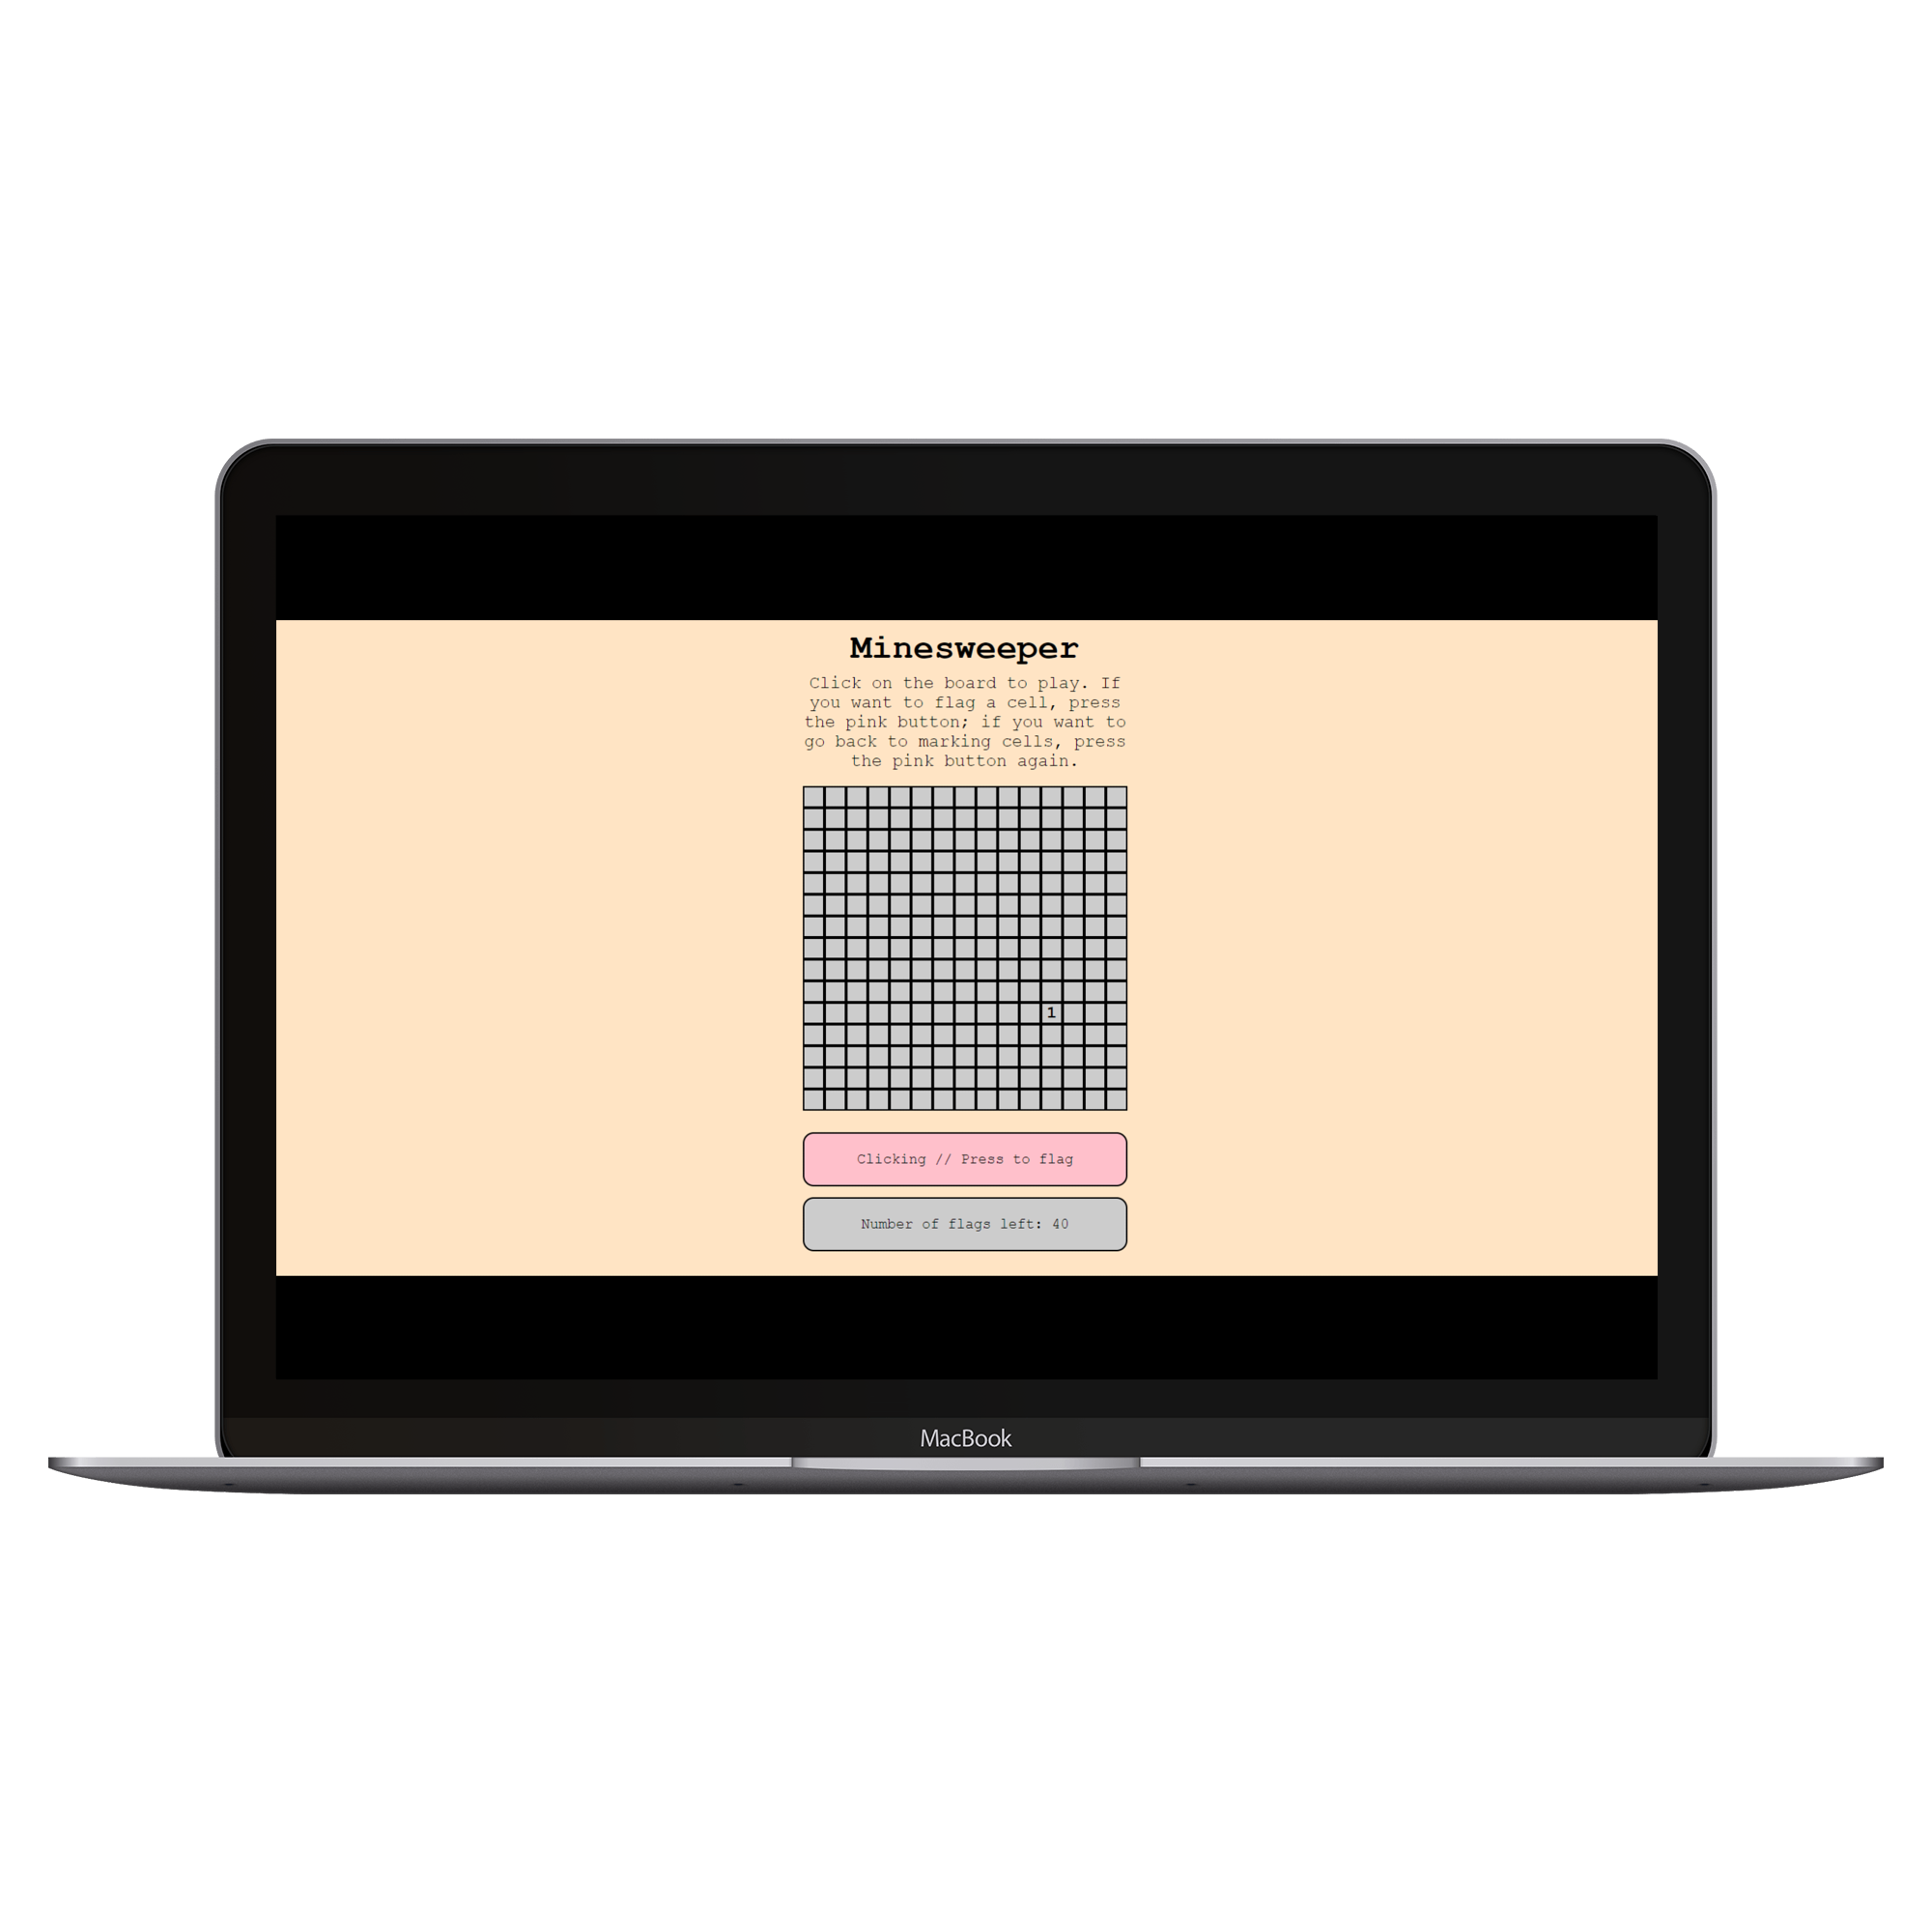 Minesweeper
Click on the board to play. If
you want to flag a cell, press
the pink button; if you want to
go back to marking cells, press
the pink button again.
1
Clicking // Press to flag
Number of flags left: 40
MacBook